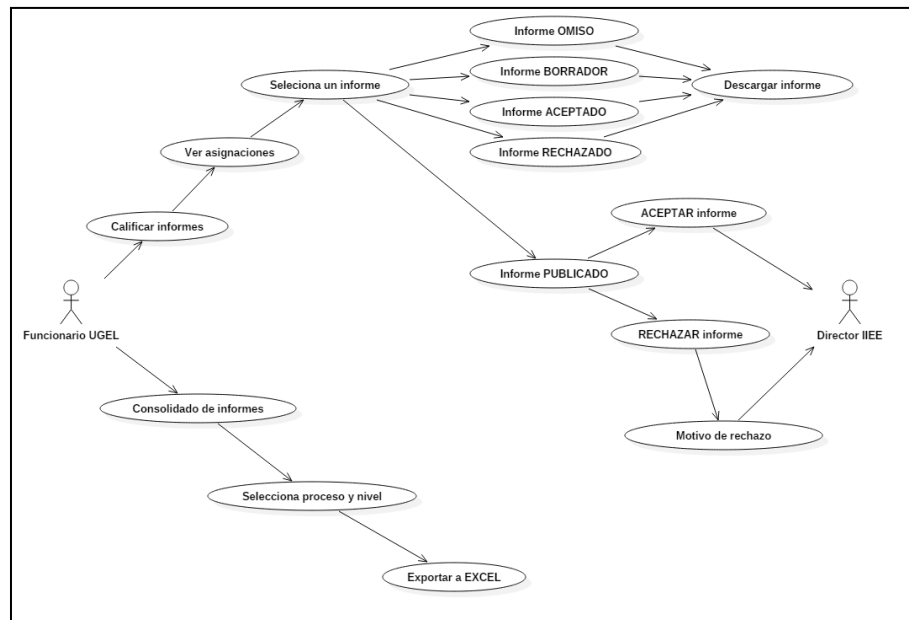 Informe OMISO
Informe BORRADOR
Seleciona un informe
Descargar informe
Informe ACEPTADO
Informe RECHAZADO
Ver asignaciones
ACEPTAR informe
Calificar informes
Informe PUBLICADO
Funcionario UGEL
RECHAZAR informe
Director IIEE
Consolidado de informes
Motivo de rechazo
Selecciona proceso y nivel
Exportar a EXCEL